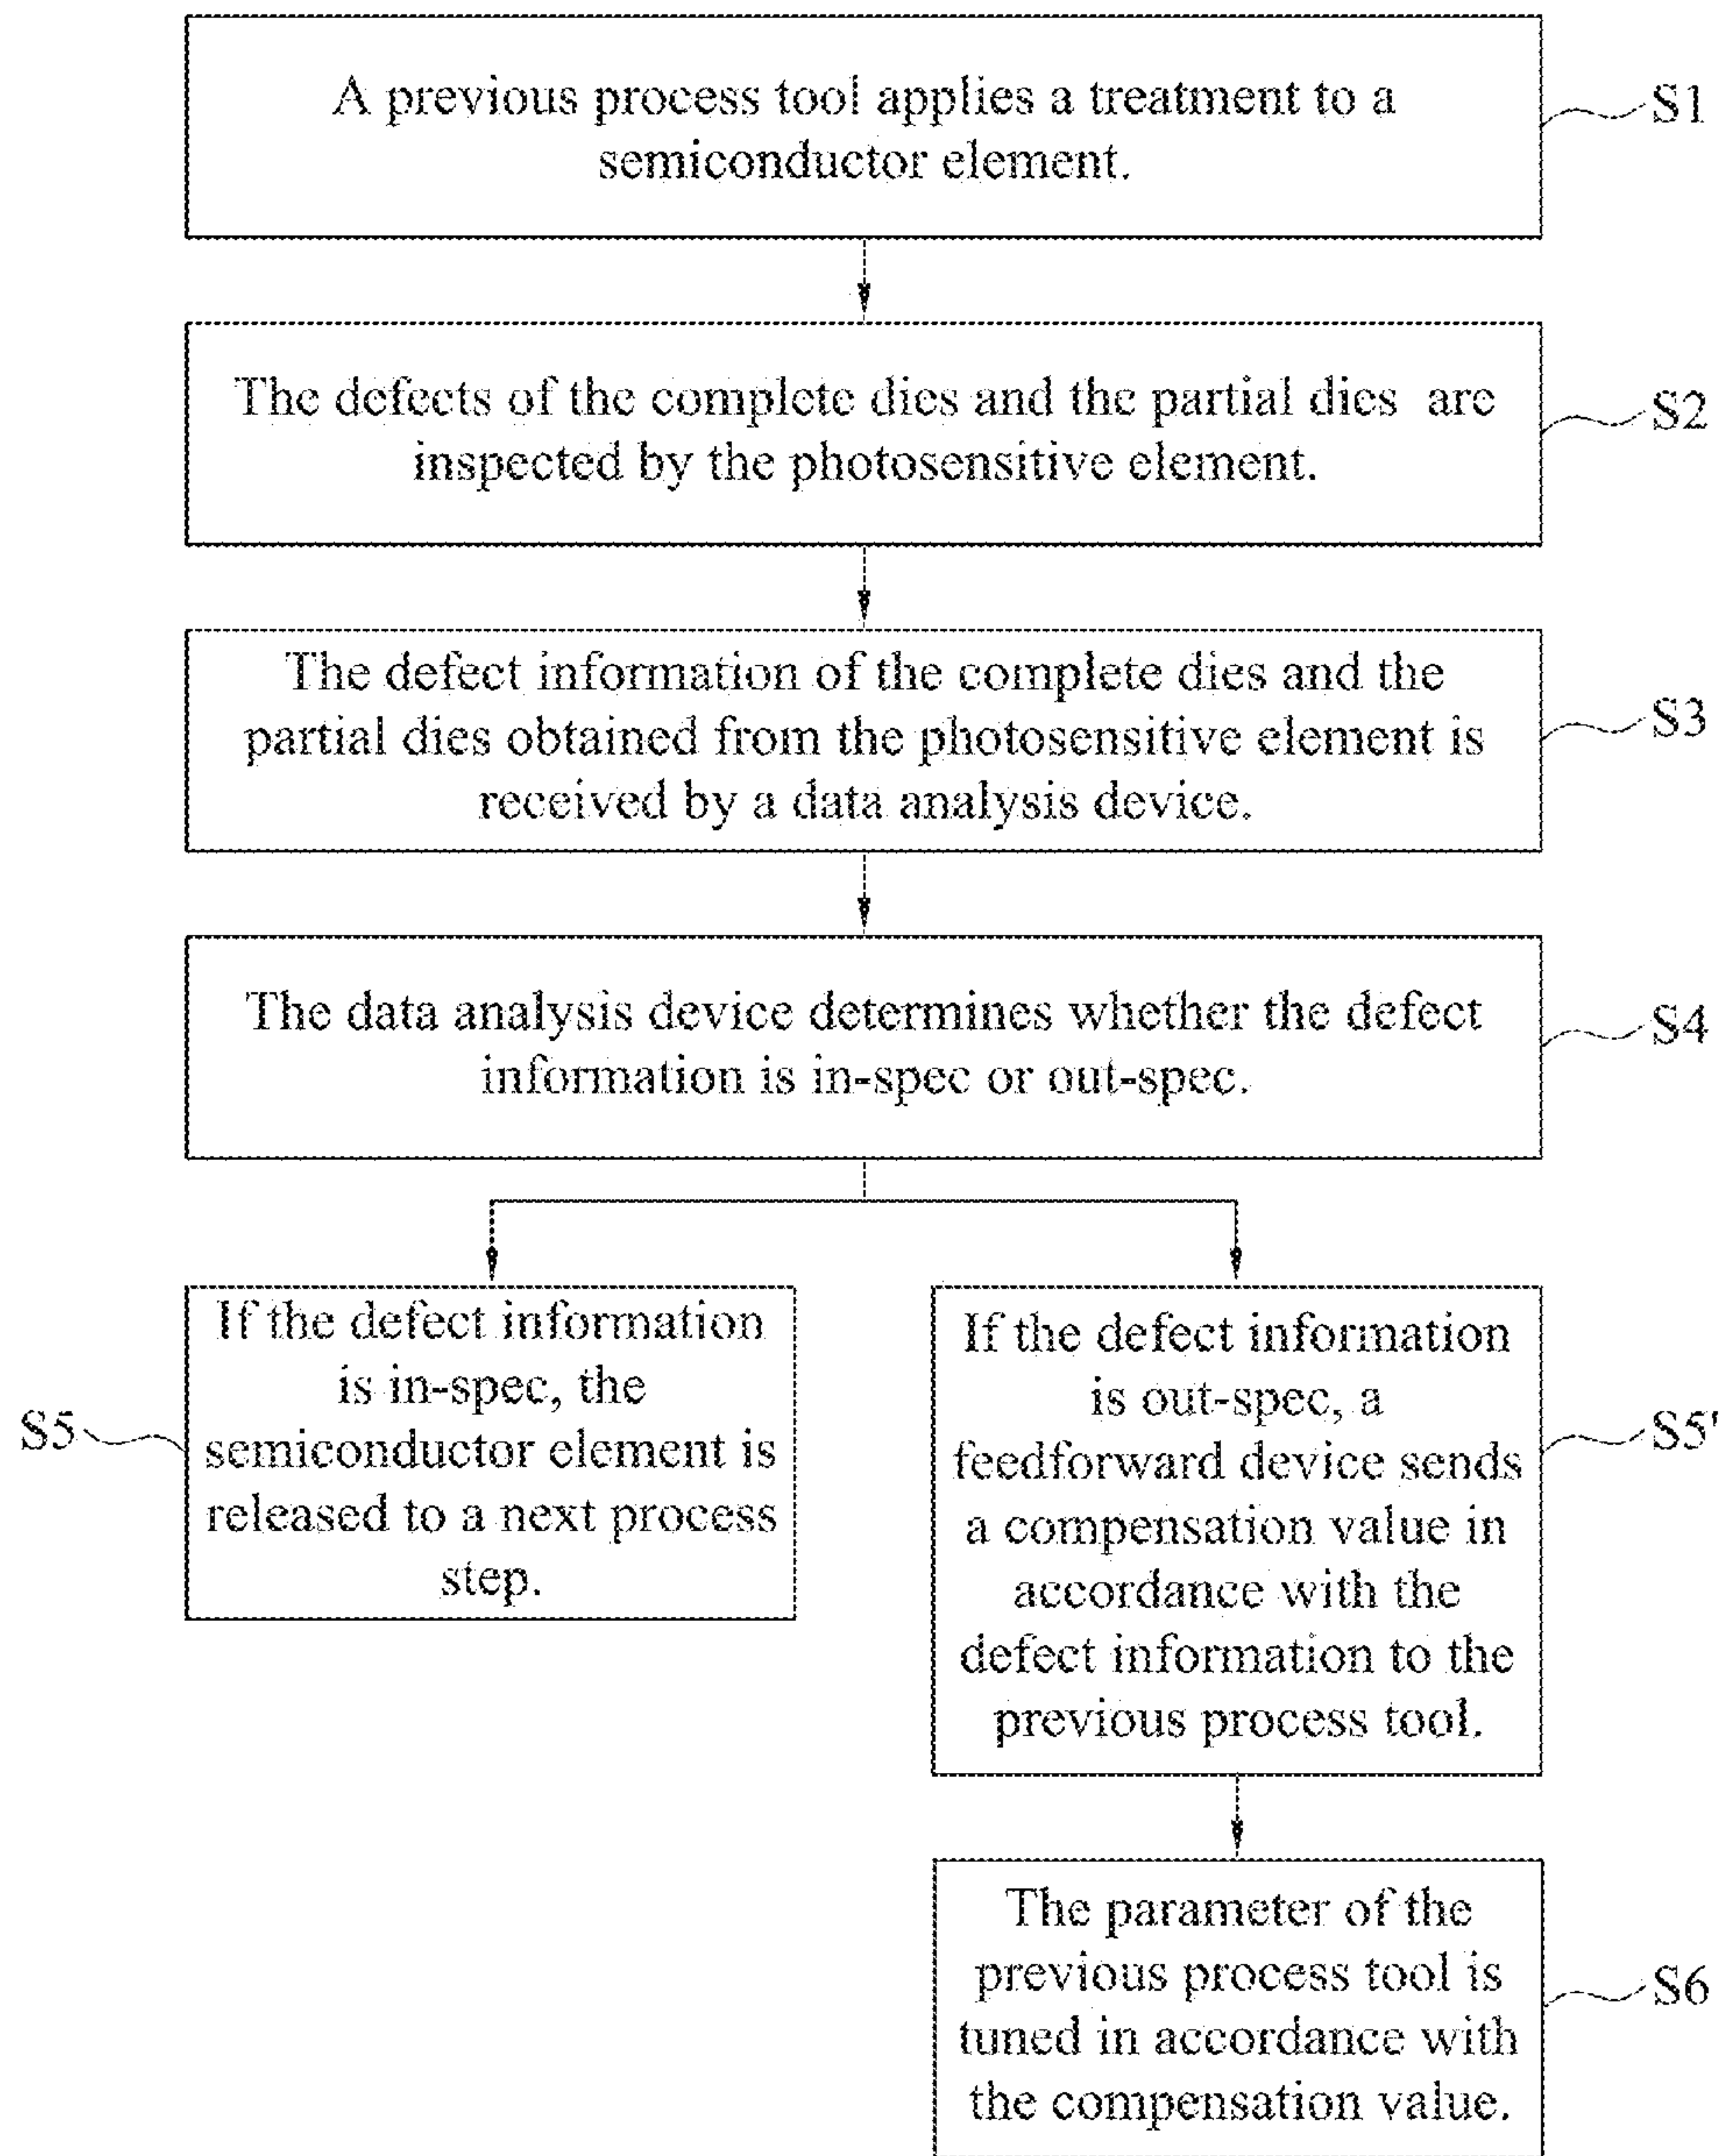 A previous process tool applies a treatment to a
semiconductor element.
S1
The defects of the complete dies and the partial dies are
inspected by the photosensitive element.
S2
The defect information of the complete dies and the
partial dies obtained from the photosensitive element is
received by a data analysis device.
S3
The data analysis device determines whether the defect
information is in-spec or out-spec.
S4
S5
If the defect information
is in-spec, the
semiconductor element is
released to a next process
step.
If the defect information
is out-spec, a
feedforward device sends
a compensation value in
accordance with the
defect information to the
previous process tool.
S5'
The parameter of the
previous process tool is
tuned in accordance with
the compensation value.
S6